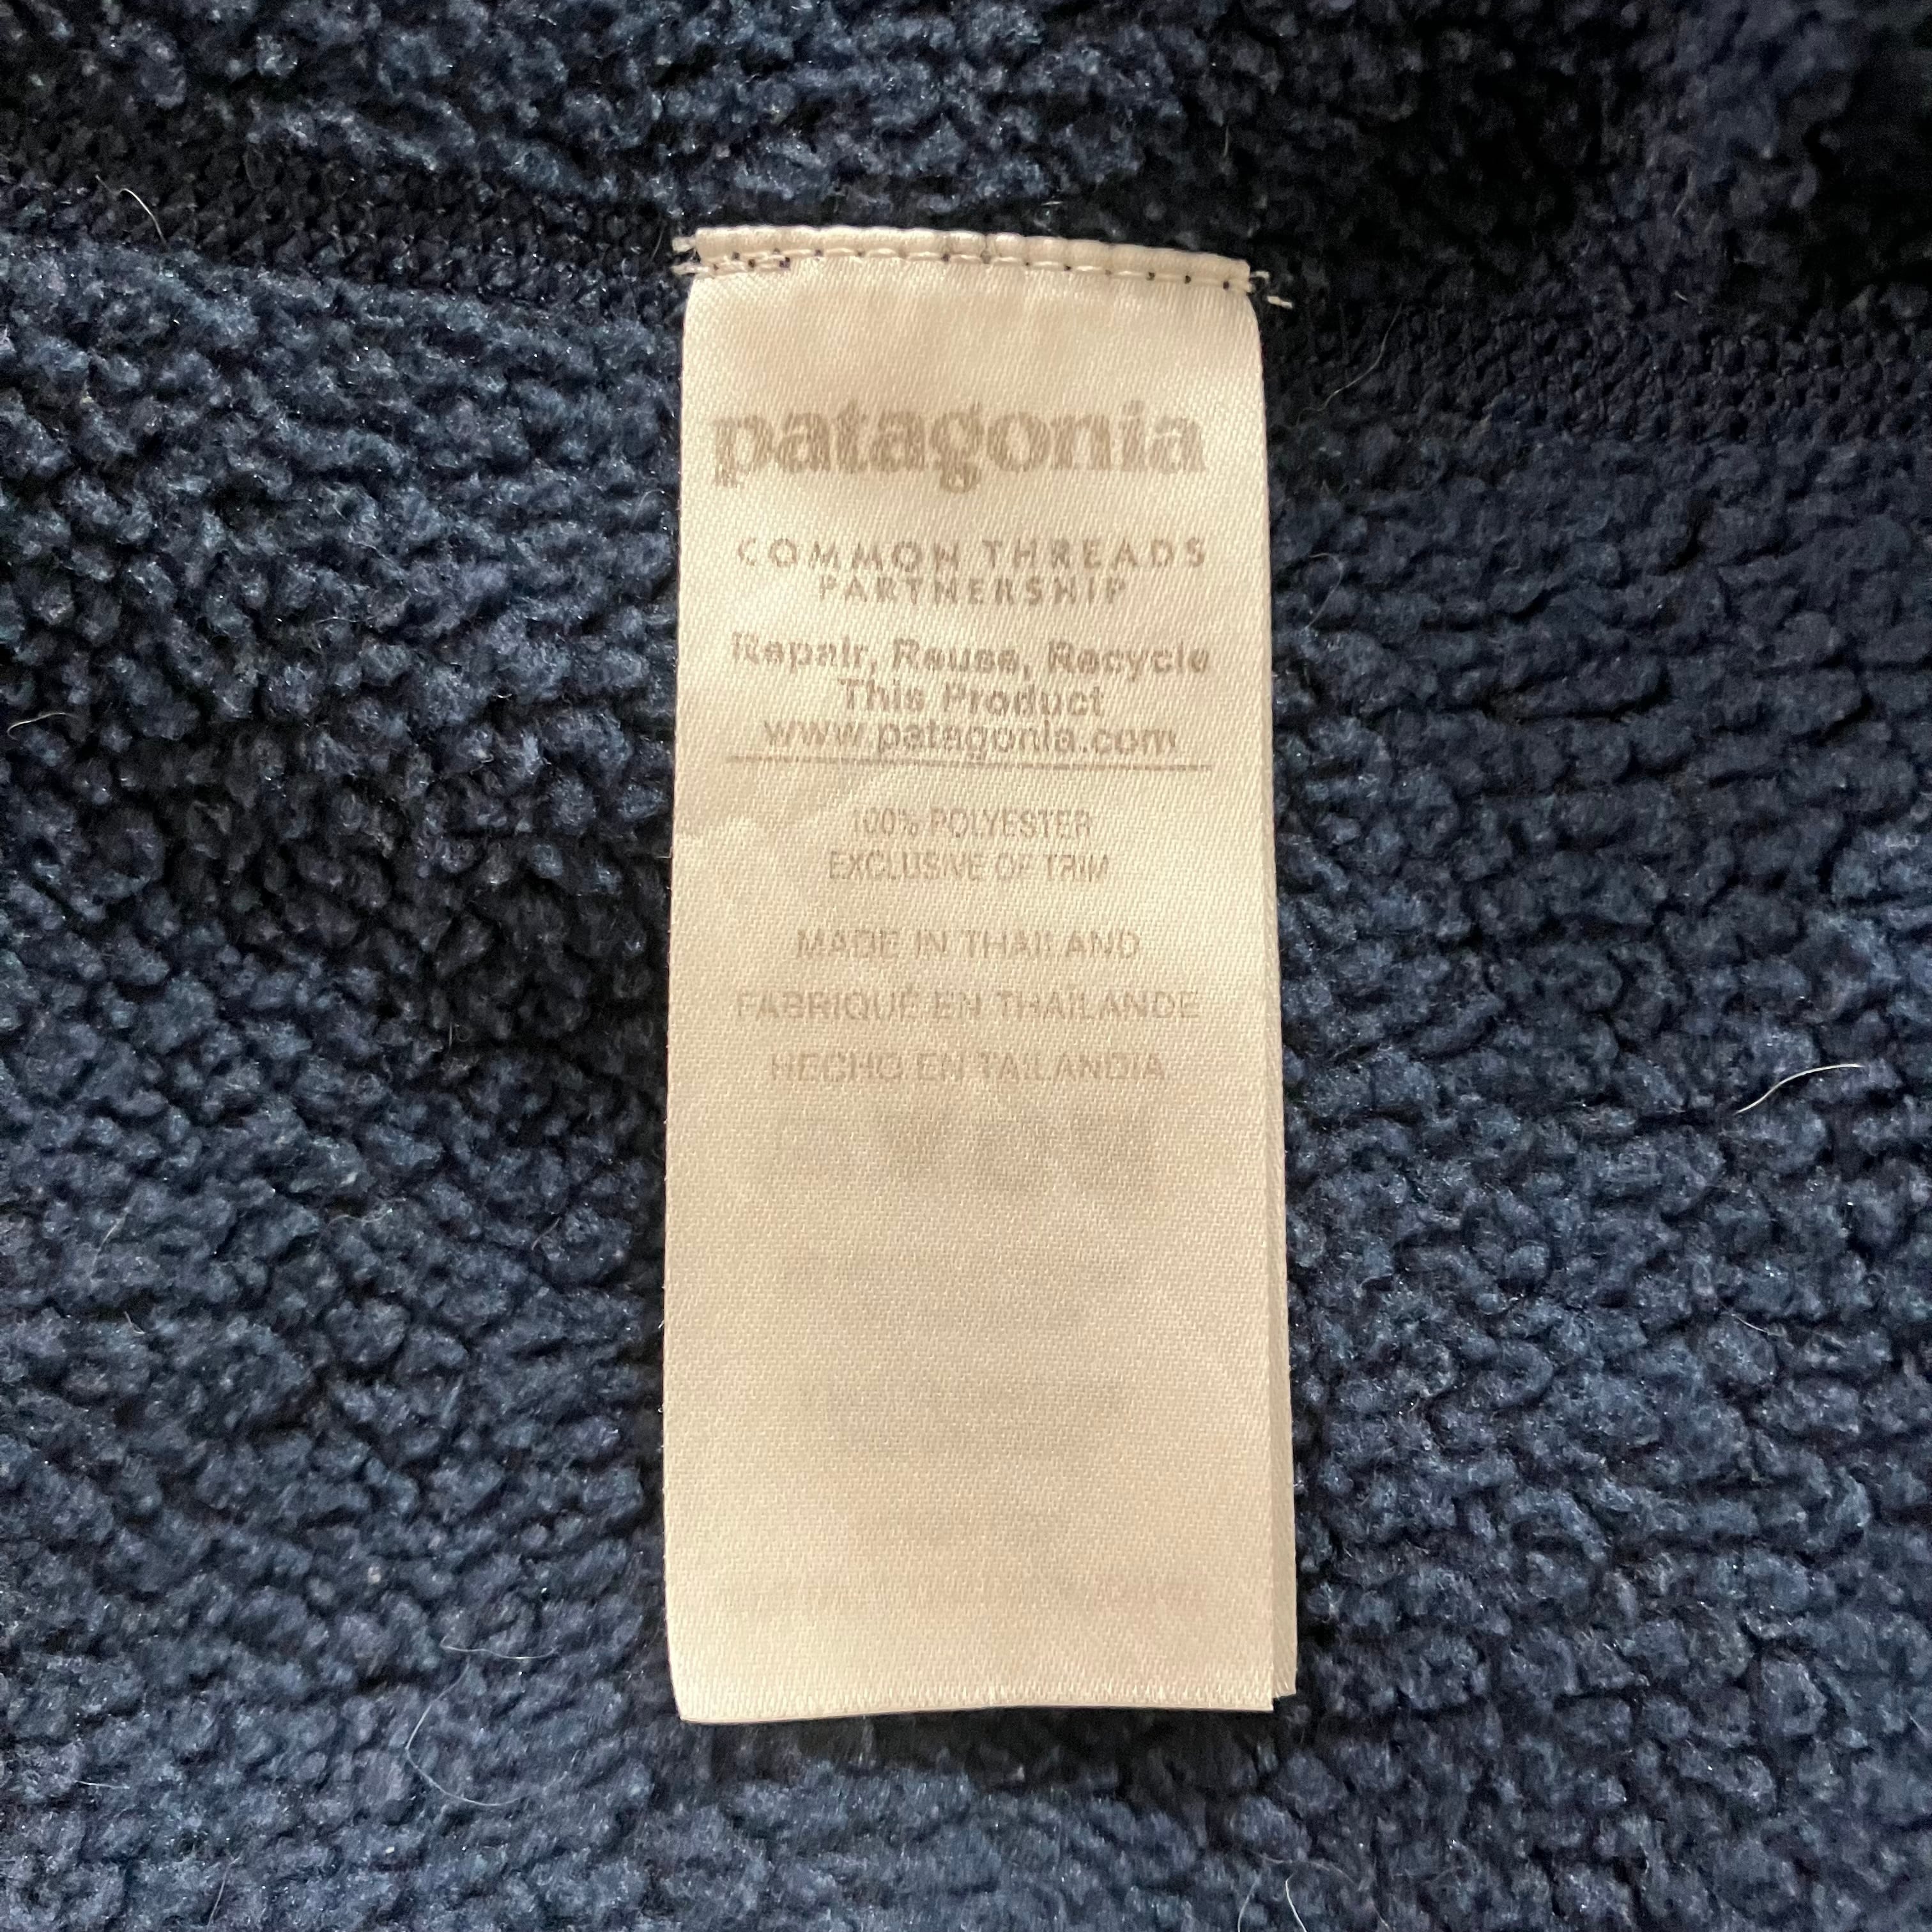 patagonia
COMMON THREADS
PARTNERSHIP
Repair, Reuse, Recycle
This Product
www.patagonia.com
100% POLYESTER
EXCLUSIVE OF TRIM
MADE IN THAILAND
FABRIQUÉ EN THAÏLANDE
HECHO EN TAILANDIA